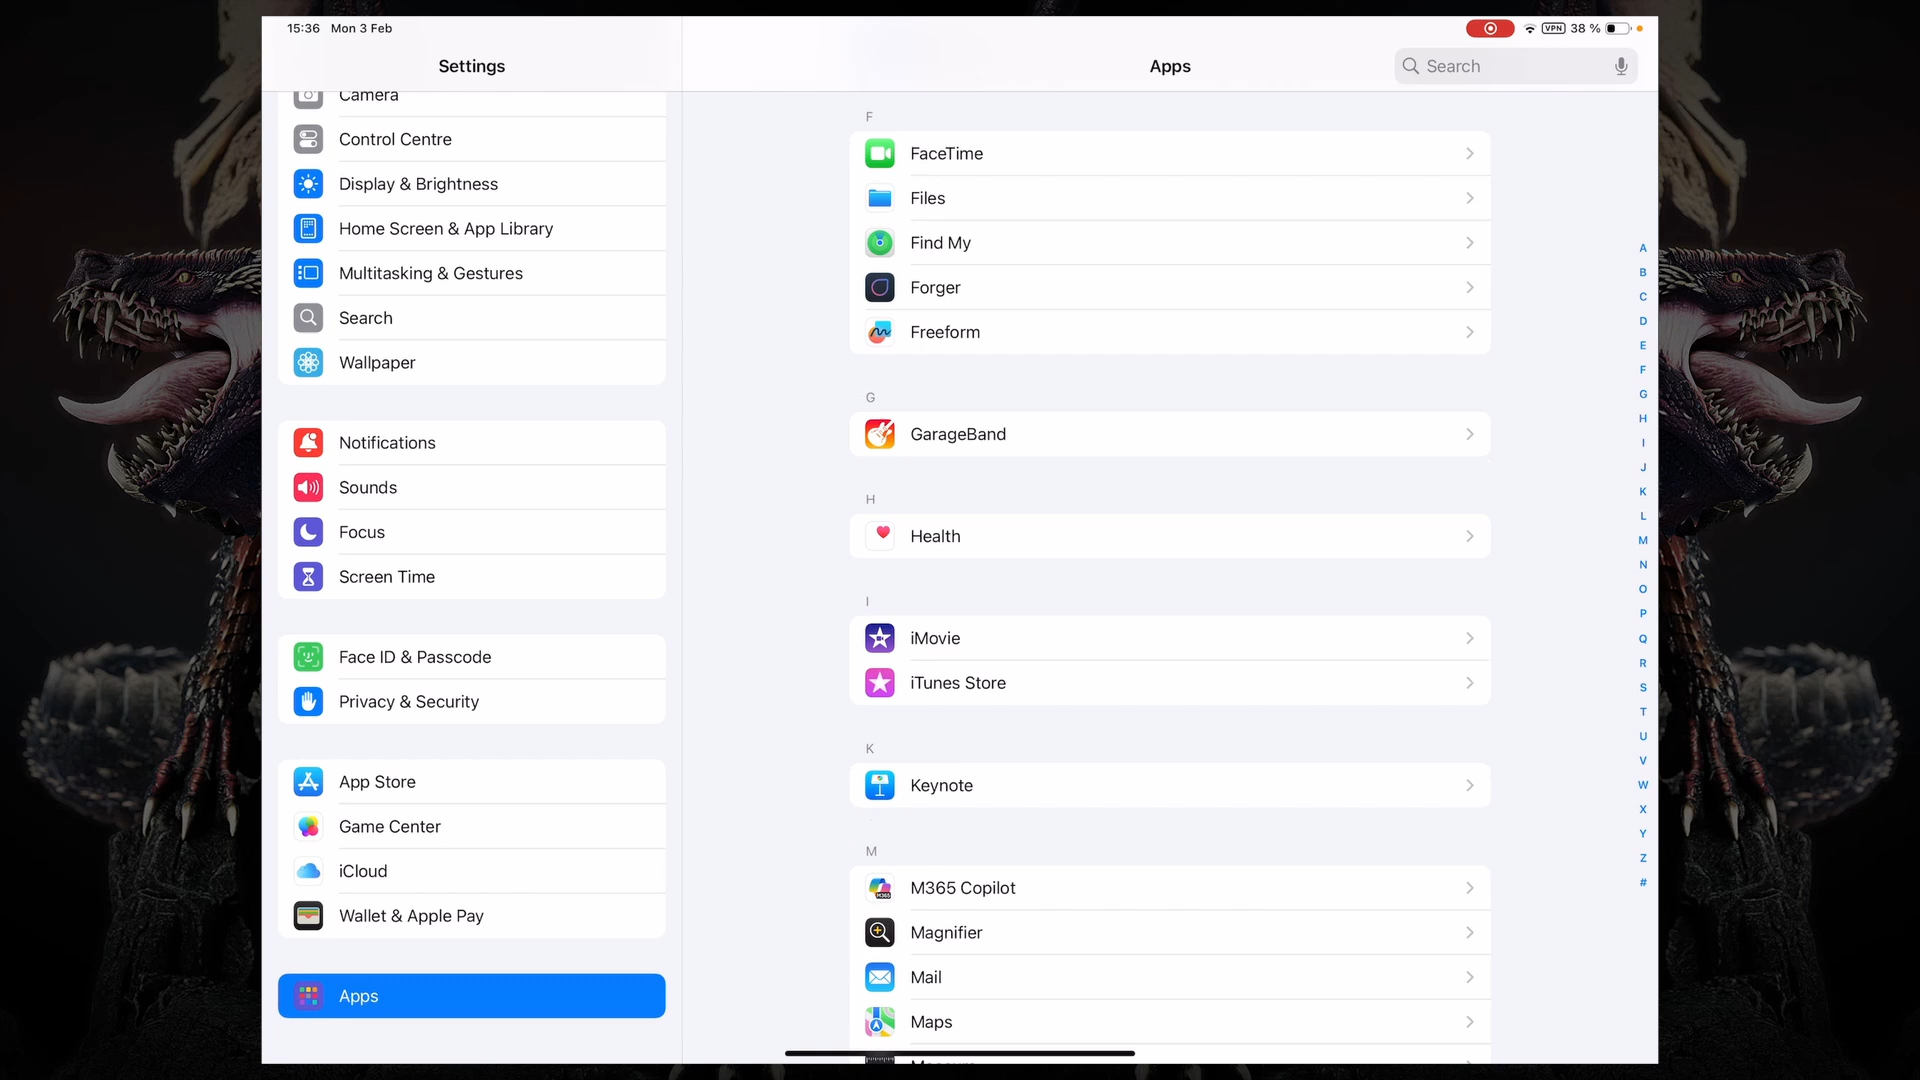 15:36 Mon 3 Feb
VPN 38 %
Settings
Apps
Search
Camera
Control Centre
Display & Brightness
Home Screen & App Library
Multitasking & Gestures
Search
Wallpaper
Notifications
Sounds
Focus
Screen Time
Face ID & Passcode
Privacy & Security
App Store
Game Center
iCloud
Wallet & Apple Pay
Apps
F
FaceTime
Files
Find My
Forger
Freeform
G
GarageBand
H
Health
I
iMovie
iTunes Store
K
Keynote
M
M365 Copilot
Magnifier
Mail
Maps
A
B
C
D
E
F
G
H
I
J
K
L
M
N
O
P
Q
R
S
T
U
V
W
X
Y
Z
#